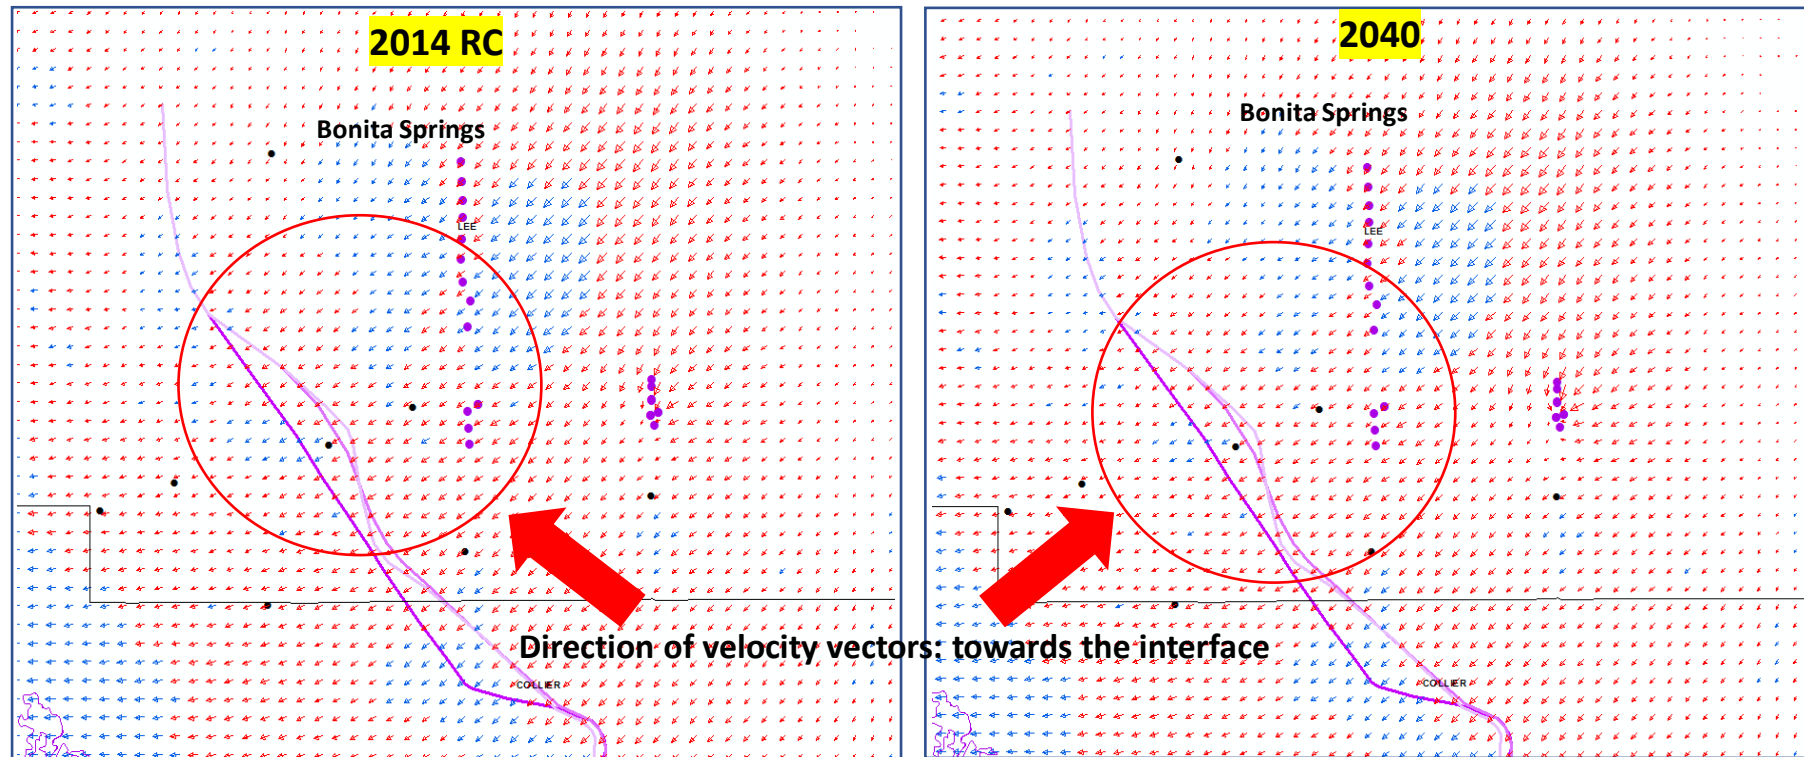 2014 RC
Bonita Springs
LEE
COLLIER
2040
Bonita Springs
LEE
COLLIER
Direction of velocity vectors: towards the interface